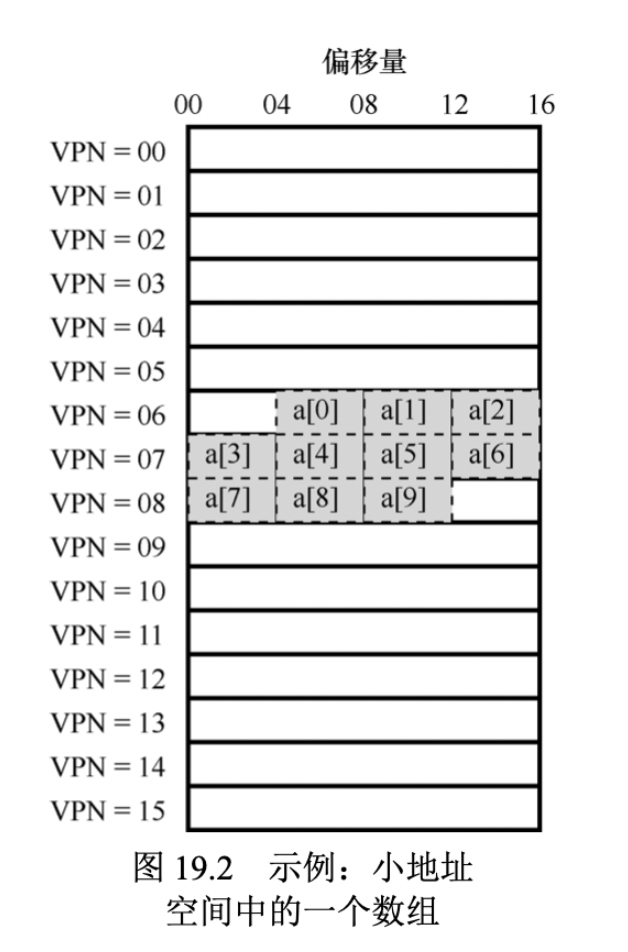 偏移量
00 04 08 12 16
VPN = 00
VPN = 01
VPN = 02
VPN = 03
VPN = 04
VPN = 05
VPN = 06 a[0] a[1] a[2]
VPN = 07 a[3] a[4] a[5] a[6]
VPN = 08 a[7] a[8] a[9]
VPN = 09
VPN = 10
VPN = 11
VPN = 12
VPN = 13
VPN = 14
VPN = 15
图 19.2 示例：小地址
空间中的一个数组